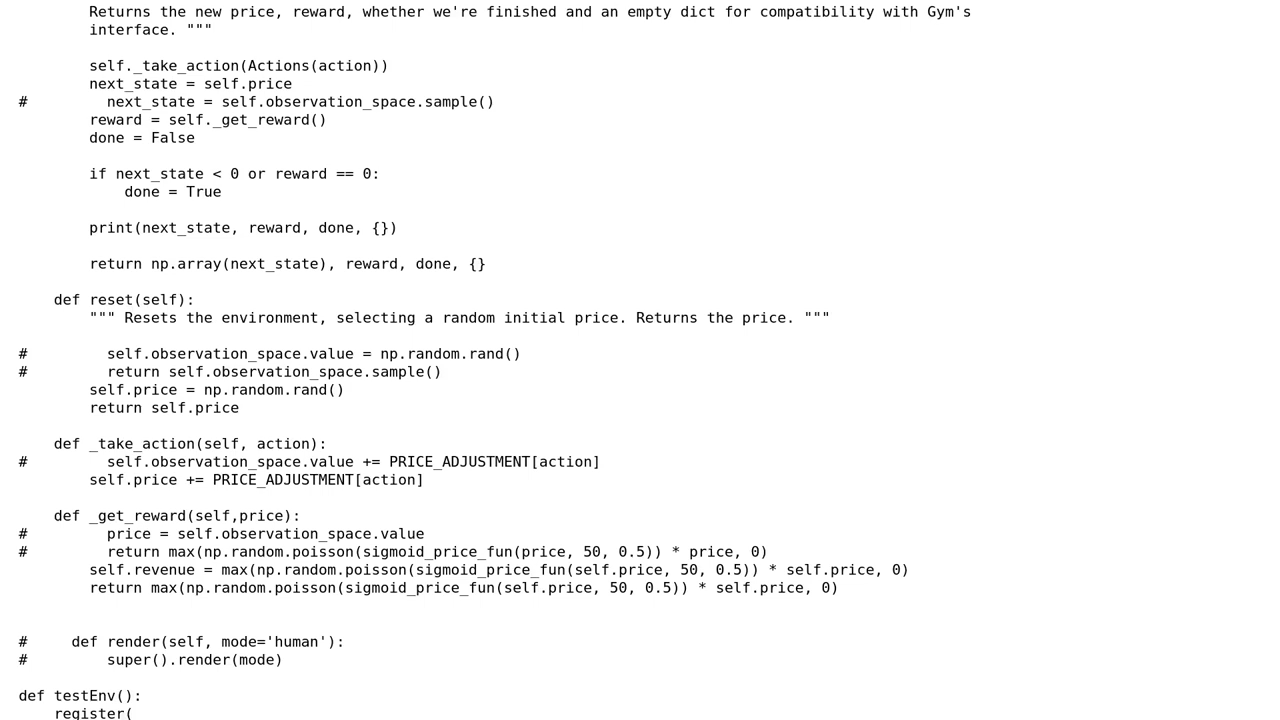 Returns the new price, reward, whether we're finished and an empty dict for compatibility with Gym's
        interface. """

        self._take_action(Actions(action))
        next_state = self.price
#         next_state = self.observation_space.sample()
        reward = self._get_reward()
        done = False

        if next_state < 0 or reward == 0:
            done = True

        print(next_state, reward, done, {})

        return np.array(next_state), reward, done, {}

    def reset(self):
        """ Resets the environment, selecting a random initial price. Returns the price. """

#         self.observation_space.value = np.random.rand()
#         return self.observation_space.sample()
        self.price = np.random.rand()
        return self.price

    def _take_action(self, action):
#         self.observation_space.value += PRICE_ADJUSTMENT[action]
        self.price += PRICE_ADJUSTMENT[action]

    def _get_reward(self,price):
#         price = self.observation_space.value
#         return max(np.random.poisson(sigmoid_price_fun(price, 50, 0.5)) * price, 0)
        self.revenue = max(np.random.poisson(sigmoid_price_fun(self.price, 50, 0.5)) * self.price, 0)
        return max(np.random.poisson(sigmoid_price_fun(self.price, 50, 0.5)) * self.price, 0)


#     def render(self, mode='human'):
#         super().render(mode)

def testEnv():
    register(